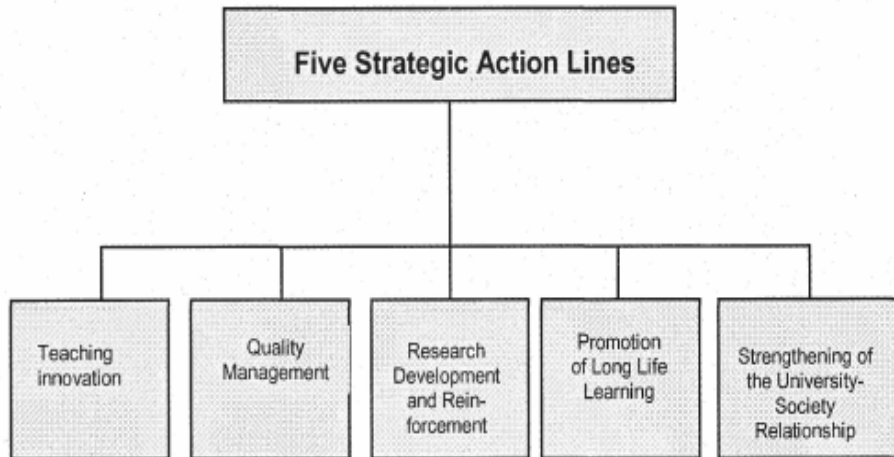 Five Strategic Action Lines
Teaching
innovation
Quality
Management
Research
Development
and Rein-
forcement
Promotion
of Long Life
Learning
Strengthening of
the University-
Society
Relationship